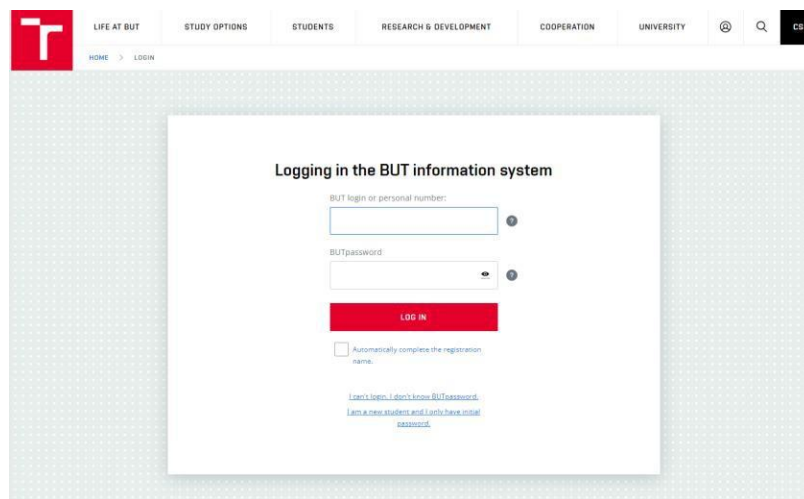 LIFE AT BUT STUDY OPTIONS STUDENTS RESEARCH & DEVELOPMENT COOPERATION UNIVERSITY CS
HOME > LOGIN
Logging in the BUT information system
BUT login or personal number:
?
BUTpassword
?
LOG IN
Automatically complete the registration
name.
I can't login. I don't know BUTpassword.
I am a new student and I only have initial
password.